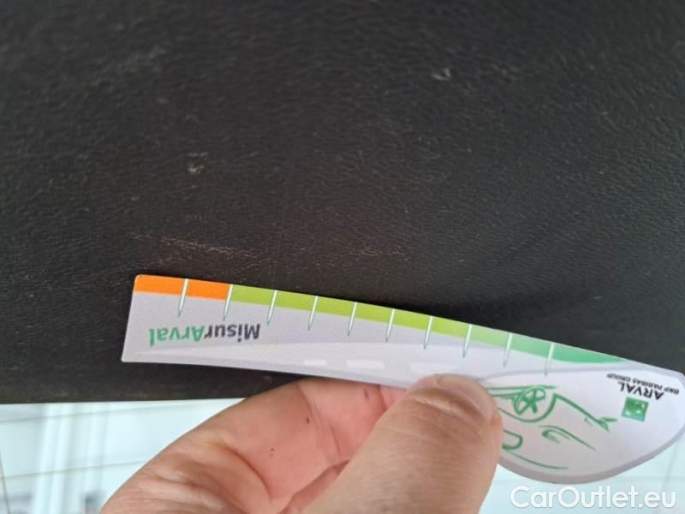 MisurArval
ARVAL
BNP PARIBAS GROUP
CarOutlet.eu